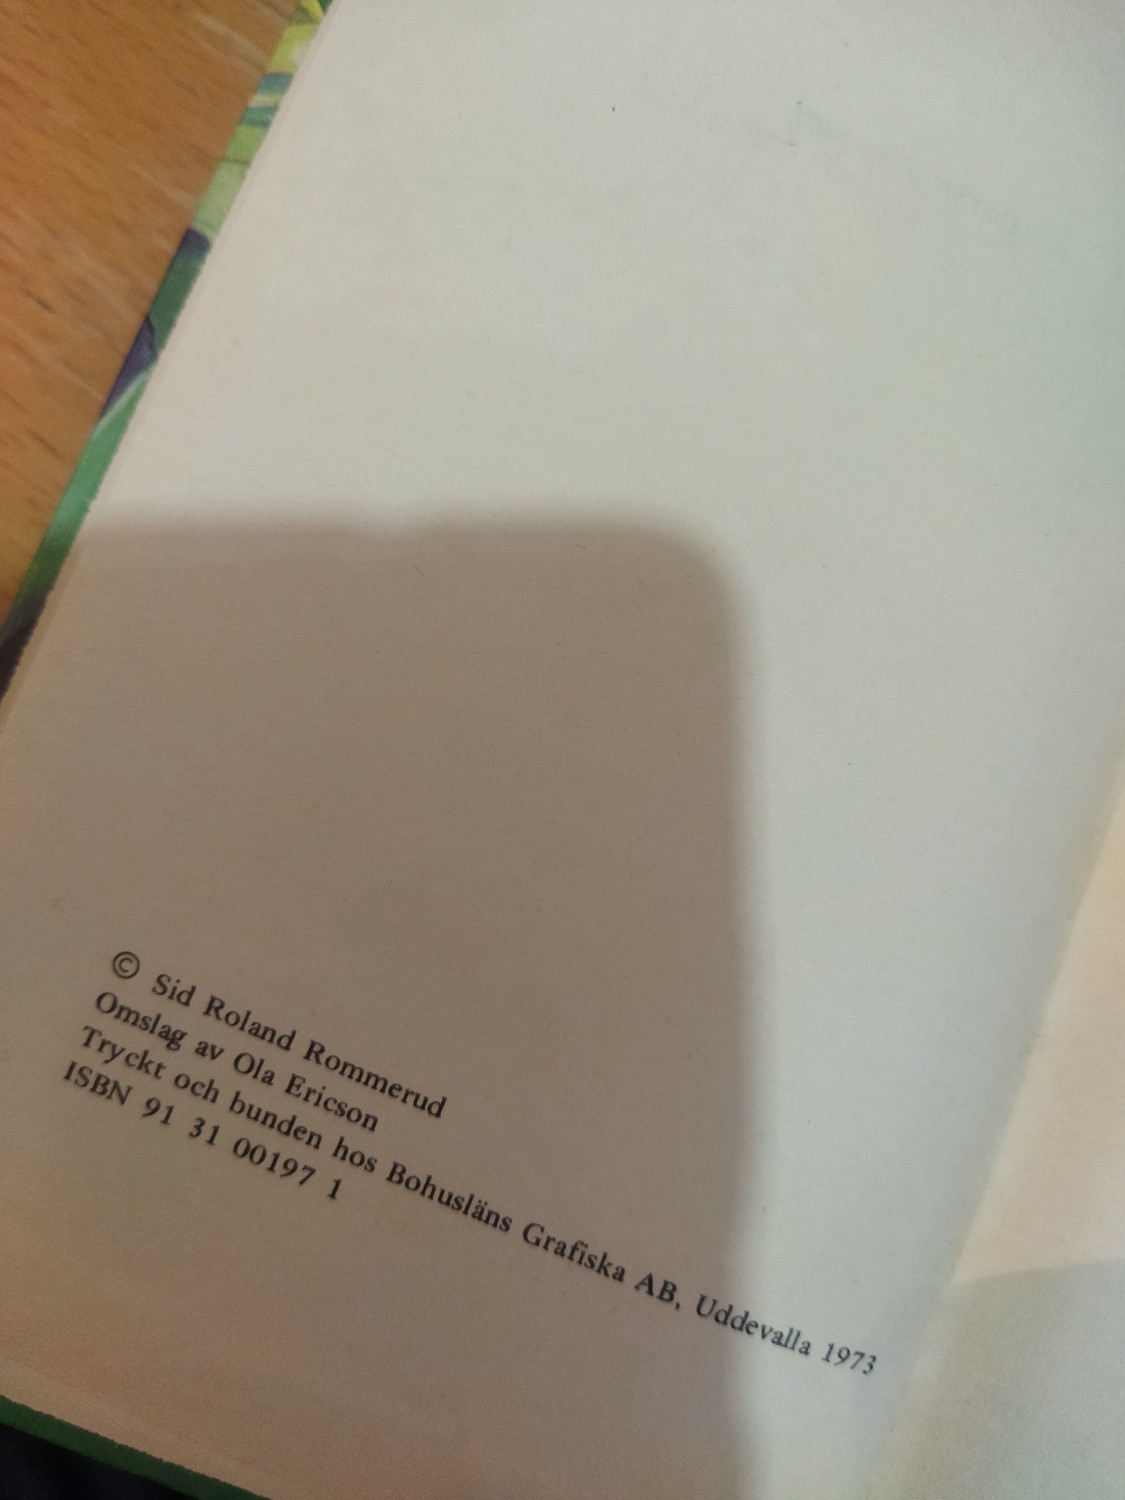 © Sid Roland Rommerud
Omslag av Ola Ericson
Tryckt och bunden hos Bohusläns Grafiska AB, Uddevalla 1973
ISBN 91 31 00197 1